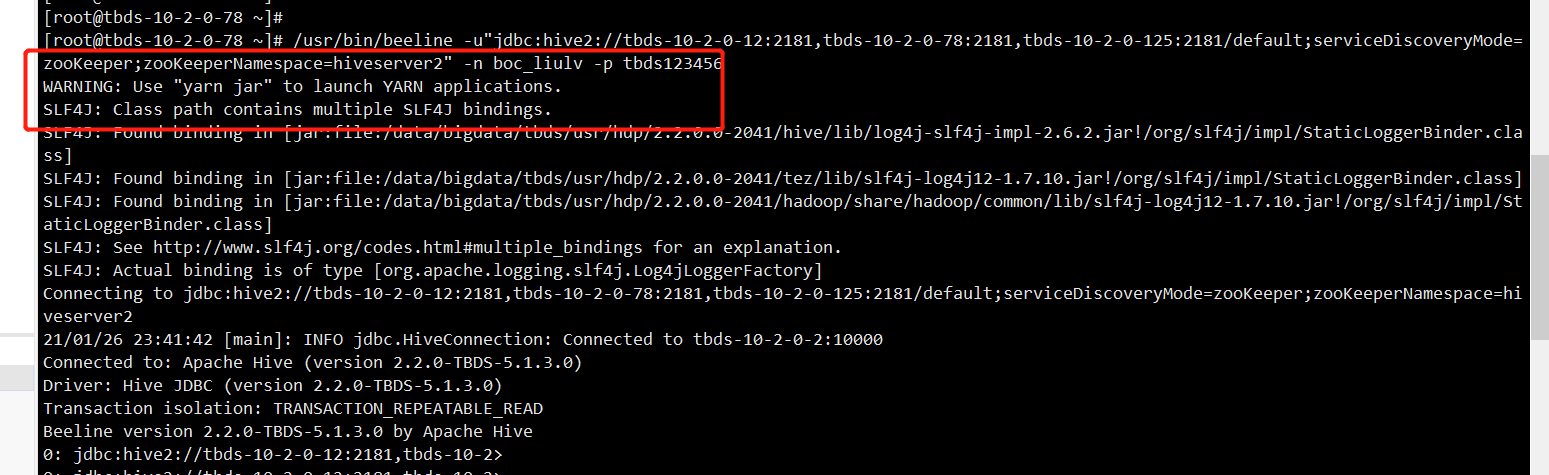 [root@tbds-10-2-0-78 ~]#
[root@tbds-10-2-0-78 ~]# /usr/bin/beeline -u"jdbc:hive2://tbds-10-2-0-12:2181,tbds-10-2-0-78:2181,tbds-10-2-0-125:2181/default;serviceDiscoveryMode=
zooKeeper;zooKeeperNamespace=hiveserver2" -n boc_liulv -p tbds123456
WARNING: Use "yarn jar" to launch YARN applications.
SLF4J: Class path contains multiple SLF4J bindings.
SLF4J: Found binding in [jar:file:/data/bigdata/tbds/usr/hdp/2.2.0.0-2041/hive/lib/log4j-slf4j-impl-2.6.2.jar!/org/slf4j/impl/StaticLoggerBinder.cla
ss]
SLF4J: Found binding in [jar:file:/data/bigdata/tbds/usr/hdp/2.2.0.0-2041/tez/lib/slf4j-log4j12-1.7.10.jar!/org/slf4j/impl/StaticLoggerBinder.class]
SLF4J: Found binding in [jar:file:/data/bigdata/tbds/usr/hdp/2.2.0.0-2041/hadoop/share/hadoop/common/lib/slf4j-log4j12-1.7.10.jar!/org/slf4j/impl/St
aticLoggerBinder.class]
SLF4J: See http://www.slf4j.org/codes.html#multiple_bindings for an explanation.
SLF4J: Actual binding is of type [org.apache.logging.slf4j.Log4jLoggerFactory]
Connecting to jdbc:hive2://tbds-10-2-0-12:2181,tbds-10-2-0-78:2181,tbds-10-2-0-125:2181/default;serviceDiscoveryMode=zooKeeper;zooKeeperNamespace=hi
veserver2
21/01/26 23:41:42 [main]: INFO jdbc.HiveConnection: Connected to tbds-10-2-0-2:10000
Connected to: Apache Hive (version 2.2.0-TBDS-5.1.3.0)
Driver: Hive JDBC (version 2.2.0-TBDS-5.1.3.0)
Transaction isolation: TRANSACTION_REPEATABLE_READ
Beeline version 2.2.0-TBDS-5.1.3.0 by Apache Hive
0: jdbc:hive2://tbds-10-2-0-12:2181,tbds-10-2>